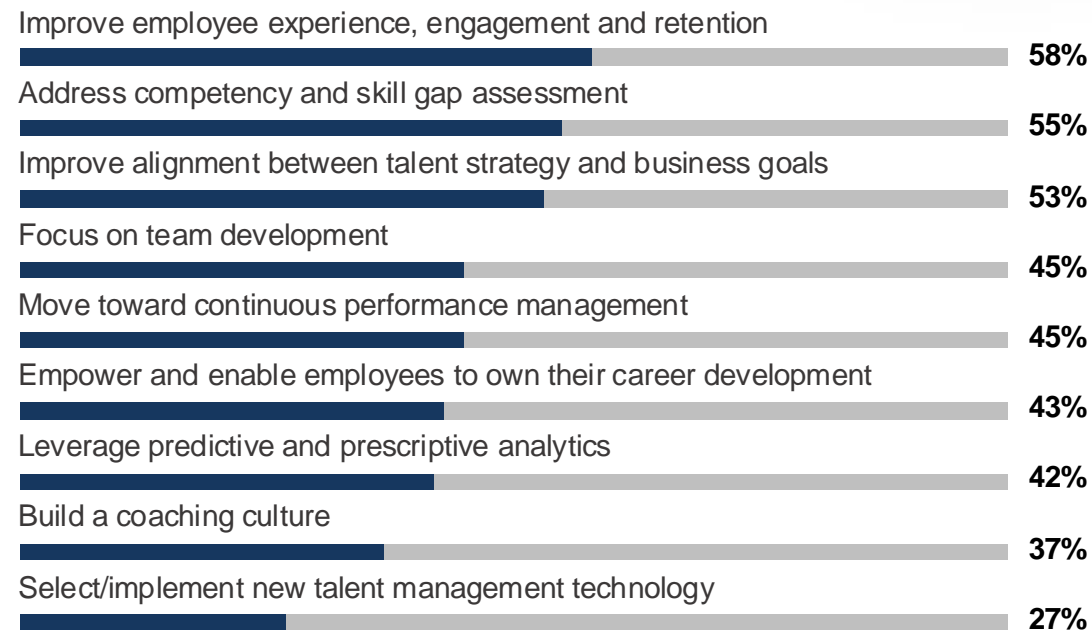 Improve employee experience, engagement and retention
58%
Address competency and skill gap assessment
55%
Improve alignment between talent strategy and business goals
53%
Focus on team development
45%
Move toward continuous performance management
45%
Empower and enable employees to own their career development
43%
Leverage predictive and prescriptive analytics
42%
Build a coaching culture
37%
Select/implement new talent management technology
27%